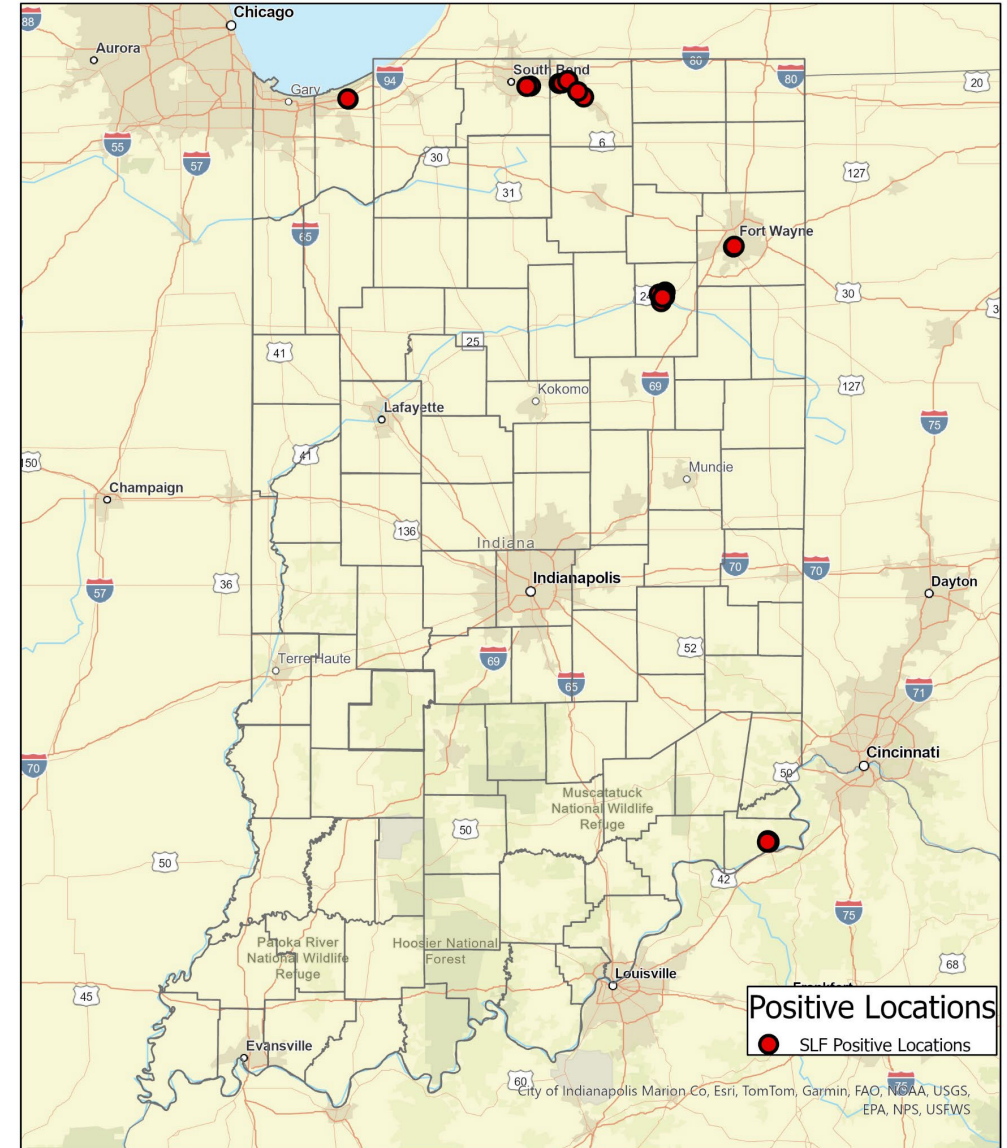 88
Chicago
Aurora
94
80
80
South Bend
20
Gary
55
57
30
6
127
31
65
Fort Wayne
24
30
3
25
41
127
69
Kokomo
Lafayette
75
41
150
Muncie
Champaign
136
Indiana
70
70
57
36
Indianapolis
Dayton
52
Terre Haute
69
65
71
70
50
Cincinnati
Muscatatuck
National Wildlife
Refuge
50
50
42
75
Patoka River
National Wildlife
Refuge
Hoosier National
Forest
68
Louisville
45
Positive Locations
Evansville
SLF Positive Locations
60
75
City of Indianapolis Marion Co, Esri, TomTom, Garmin, FAO, NOAA, USGS,
EPA, NPS, USFWS